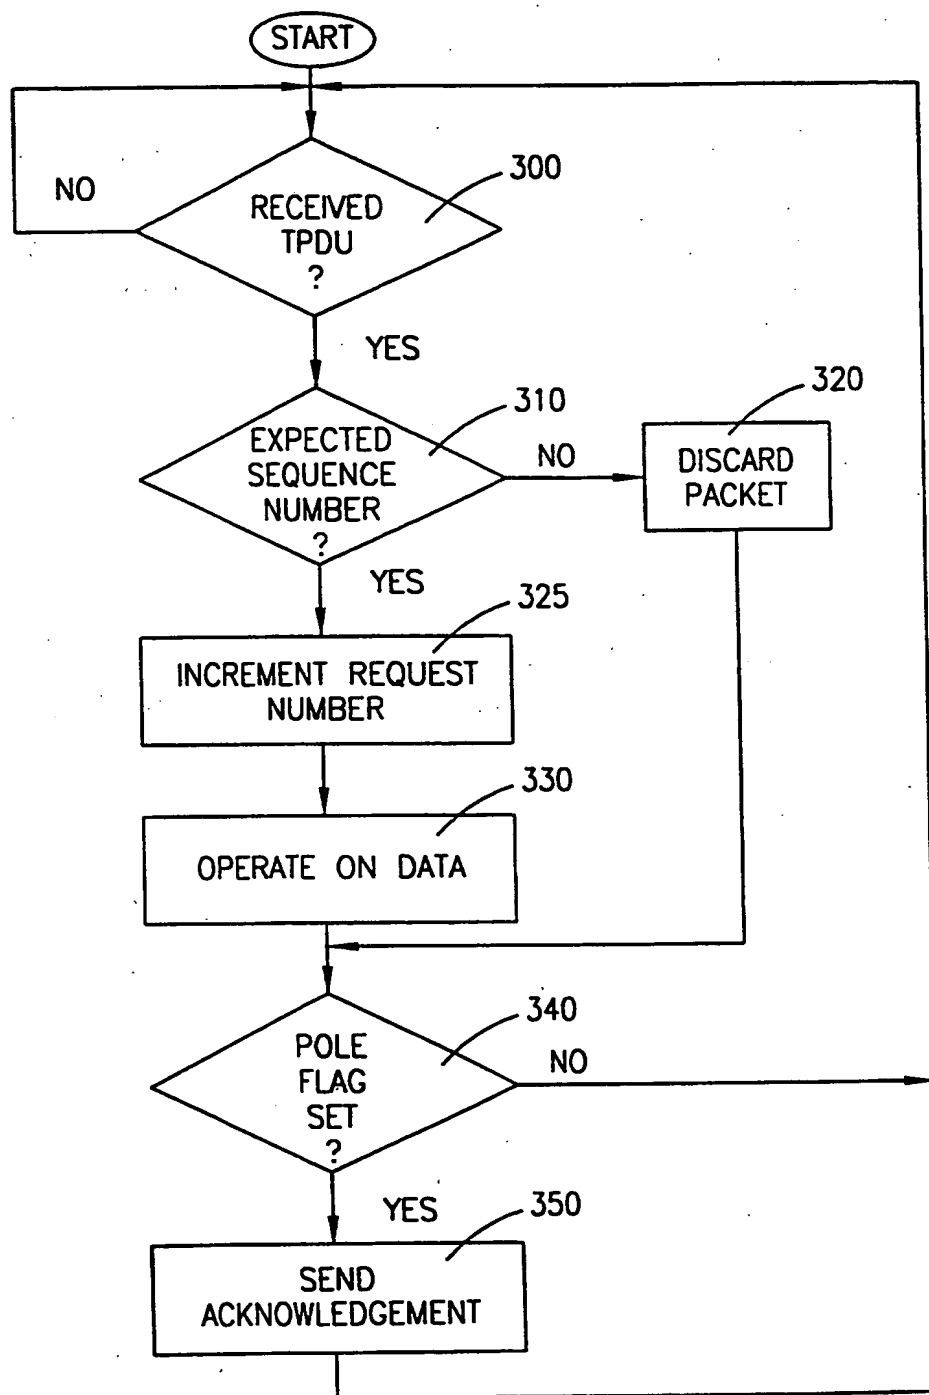 START
300
NO
RECEIVED
TPDU
?
YES
320
310
EXPECTED
SEQUENCE
NUMBER
?
NO
DISCARD
PACKET
YES
325
INCREMENT REQUEST
NUMBER
330
OPERATE ON DATA
340
POLE
FLAG
SET
?
NO
YES
350
SEND
ACKNOWLEDGEMENT